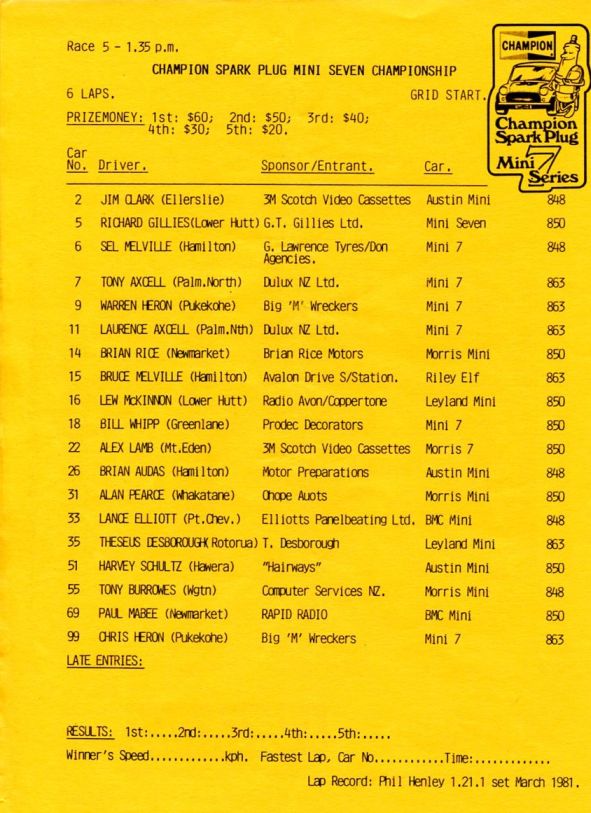 Race 5 - 1.35 p.m.
CHAMPION SPARK PLUG MINI SEVEN CHAMPIONSHIP
6 LAPS. GRID START.
PRIZEMONEY: 1st: $60; 2nd: $50; 3rd: $40;
4th: $30; 5th: $20.
CHAMPION
Champion
Spark Plug
Mini 7
Series
Car
No. Driver. Sponsor/Entrant. Car.
2 JIM CLARK (Ellerslie) 3M Scotch Video Cassettes Austin Mini 848
5 RICHARD GILLIES(Lower Hutt) G.T. Gillies Ltd. Mini Seven 850
6 SEL MELVILLE (Hamilton) G. Lawrence Tyres/Don Mini 7 848
Agencies.
7 TONY AXCELL (Palm.North) Dulux NZ Ltd. Mini 7 863
9 WARREN HERON (Pukekohe) Big 'M' Wreckers Mini 7 863
11 LAURENCE AXCELL (Palm.Nth) Dulux NZ Ltd. Mini 7 863
14 BRIAN RICE (Newmarket) Brian Rice Motors Morris Mini 850
15 BRUCE MELVILLE (Hamilton) Avalon Drive S/Station. Riley Elf 863
16 LEW McKINNON (Lower Hutt) Radio Avon/Coppertone Leyland Mini 850
18 BILL WHIPP (Greenlane) Prodec Decorators Mini 7 850
22 ALEX LAMB (Mt.Eden) 3M Scotch Video Cassettes Morris 7 850
26 BRIAN AUDAS (Hamilton) Motor Preparations Austin Mini 848
31 ALAN PEARCE (Whakatane) Ohope Auots Morris Mini 850
33 LANCE ELLIOTT (Pt.Chev.) Elliotts Panelbeating Ltd. BMC Mini 848
35 THESEUS DESBOROUGH(Rotorua) T. Desborough Leyland Mini 863
51 HARVEY SCHULTZ (Hawera) "Hairways" Austin Mini 850
55 TONY BURROWES (Wgtn) Computer Services NZ. Morris Mini 848
69 PAUL MABEE (Newmarket) RAPID RADIO BMC Mini 850
99 CHRIS HERON (Pukekohe) Big 'M' Wreckers Mini 7 863
LATE ENTRIES:
RESULTS: 1st:.....2nd:.....3rd:.....4th:.....5th:.....
Winner's Speed.............kph. Fastest Lap, Car No............Time:.............
Lap Record: Phil Henley 1.21.1 set March 1981.